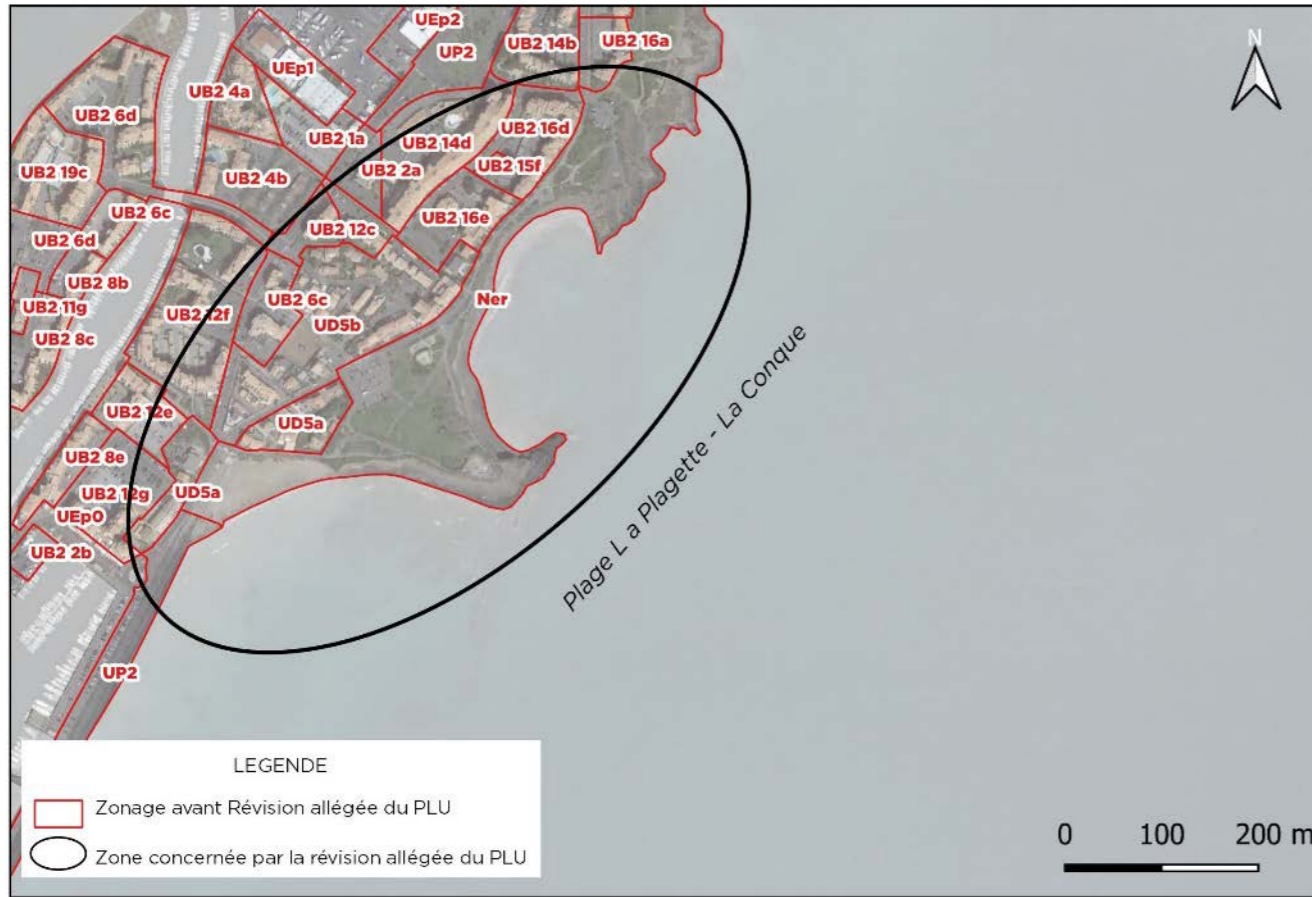 UEp2
UB2 14b
UB2 16a
UP2
N
UEp1
UB2 4a
UB2 6d
UB2 1a
UB2 14d
UB2 16d
UB2 19c
UB2 4b
UB2 2a
UB2 15f
UB2 6c
UB2 16e
UB2 12c
UB2 6d
UB2 8b
UB2 6c
Ner
UB2 11g
UB2 12f
UD5b
UB2 8c
UB2 12e
UD5a
UB2 8e
UB2 12g
UD5a
UEp0
UB2 2b
Plage L a Plagette - La Conque
UP2
LEGENDE
Zonage avant Révision allégée du PLU
Zone concernée par la révision allégée du PLU
0 100 200 m